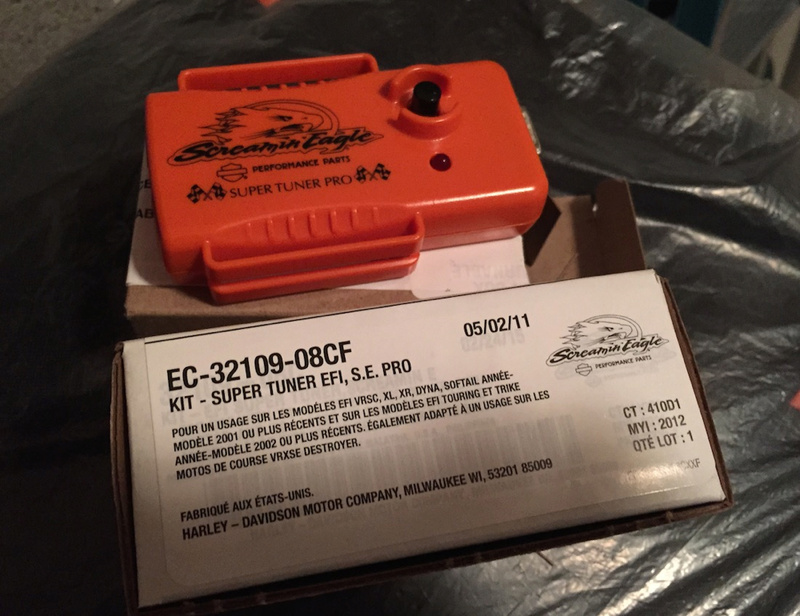 Screamin' Eagle
PERFORMANCE PARTS
SUPER TUNER PRO
EC-32109-08CF
05/02/11
KIT - SUPER TUNER EFI, S.E. PRO
POUR UN USAGE SUR LES MODÈLES EFI VRSC, XL, XR, DYNA, SOFTAIL ANNÉE-
MODÈLE 2001 OU PLUS RÉCENTS ET SUR LES MODÈLES EFI TOURING ET TRIKE
ANNÉE-MODÈLE 2002 OU PLUS RÉCENTS. ÉGALEMENT ADAPTÉ À UN USAGE SUR LES
MOTOS DE COURSE VRXSE DESTROYER.
FABRIQUÉ AUX ÉTATS-UNIS.
HARLEY – DAVIDSON MOTOR COMPANY, MILWAUKEE WI, 53201 85009
Screamin' Eagle
PERFORMANCE PARTS
CT : 410D1
MYI : 2012
QTÉ LOT : 1